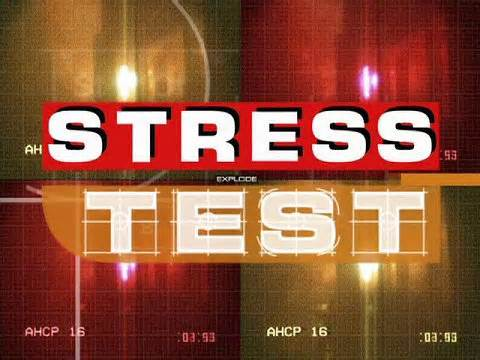 STRESS
AH :93
EXPLODE
TEST
AHCP 16 :03:93 AHCP 16 :03:93